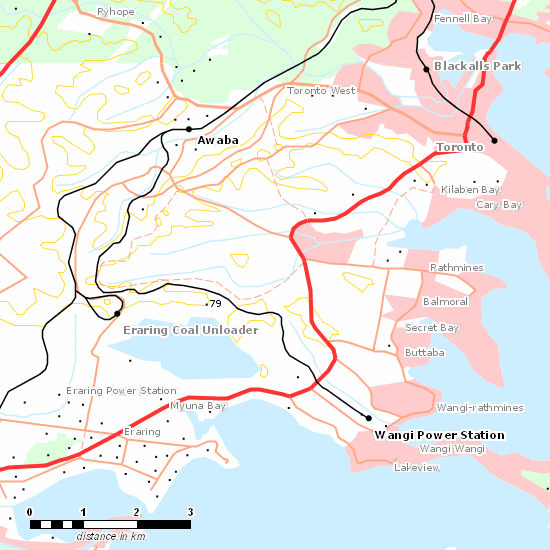 Ryhope
Fennell Bay
Blackalls Park
Toronto West
Awaba
Toronto
Kilaben Bay
Cary Bay
Rathmines
79
Balmoral
Eraring Coal Unloader
Secret Bay
Buttaba
Eraring Power Station
Myuna Bay
Wangi-rathmines
Eraring
Wangi Power Station
Wangi Wangi
Lakeview
0 1 2 3
distance in km